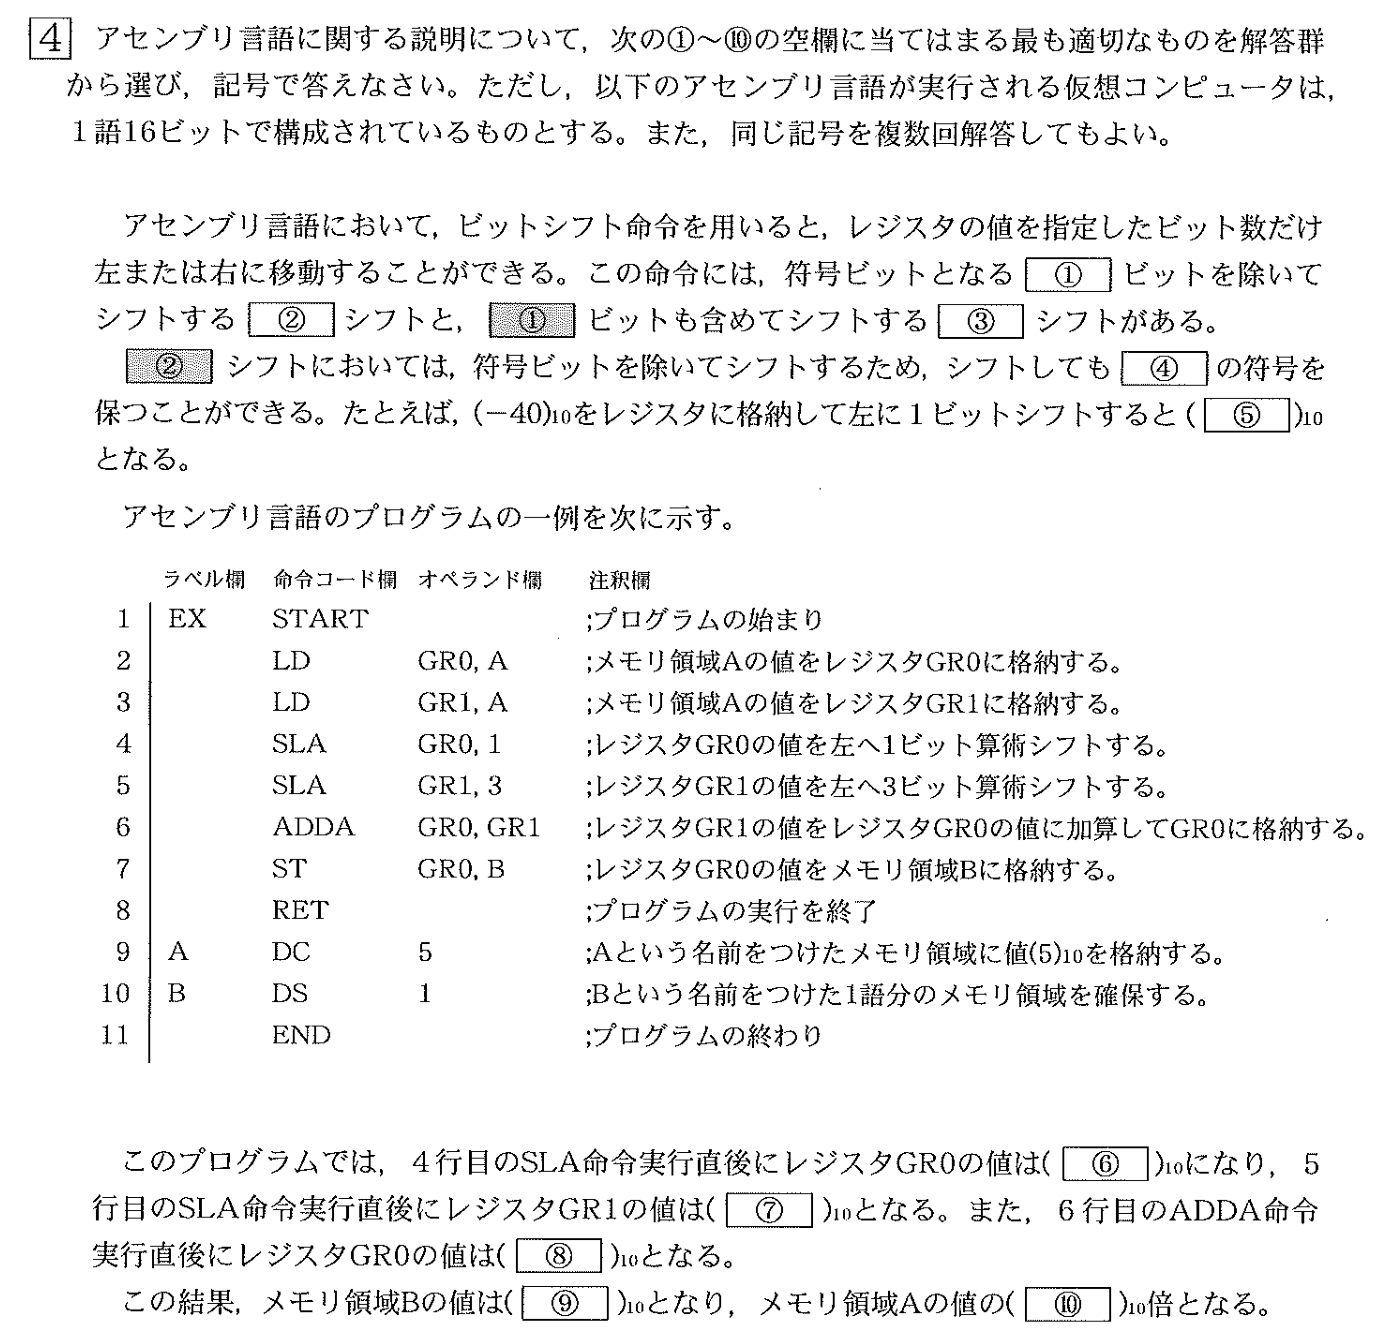 4 アセンブリ言語に関する説明について，次の①～⑩の空欄に当てはまる最も適切なものを解答群
から選び，記号で答えなさい。ただし，以下のアセンブリ言語が実行される仮想コンピュータは，
１語16ビットで構成されているものとする。また，同じ記号を複数回解答してもよい。
アセンブリ言語において，ビットシフト命令を用いると，レジスタの値を指定したビット数だけ
左または右に移動することができる。この命令には，符号ビットとなる ① ビットを除いて
シフトする ② シフトと， ① ビットも含めてシフトする ③ シフトがある。
② シフトにおいては，符号ビットを除いてシフトするため，シフトしても ④ の符号を
保つことができる。たとえば，(－40)10をレジスタに格納して左に１ビットシフトすると( ⑤ )10
となる。
アセンブリ言語のプログラムの一例を次に示す。
ラベル欄 命令コード欄 オペランド欄 注釈欄
1 EX START ;プログラムの始まり
2 LD GR0, A ;メモリ領域Aの値をレジスタGR0に格納する。
3 LD GR1, A ;メモリ領域Aの値をレジスタGR1に格納する。
4 SLA GR0, 1 ;レジスタGR0の値を左へ1ビット算術シフトする。
5 SLA GR1, 3 ;レジスタGR1の値を左へ3ビット算術シフトする。
6 ADDA GR0, GR1 ;レジスタGR1の値をレジスタGR0の値に加算してGR0に格納する。
7 ST GR0, B ;レジスタGR0の値をメモリ領域Bに格納する。
8 RET ;プログラムの実行を終了
9 A DC 5 ;Aという名前をつけたメモリ領域に値(5)10を格納する。
10 B DS 1 ;Bという名前をつけた1語分のメモリ領域を確保する。
11 END ;プログラムの終わり
このプログラムでは，４行目のSLA命令実行直後にレジスタGR0の値は( ⑥ )10になり，５
行目のSLA命令実行直後にレジスタGR1の値は( ⑦ )10となる。また，６行目のADDA命令
実行直後にレジスタGR0の値は( ⑧ )10となる。
この結果，メモリ領域Bの値は( ⑨ )10となり，メモリ領域Aの値の( ⑩ )10倍となる。